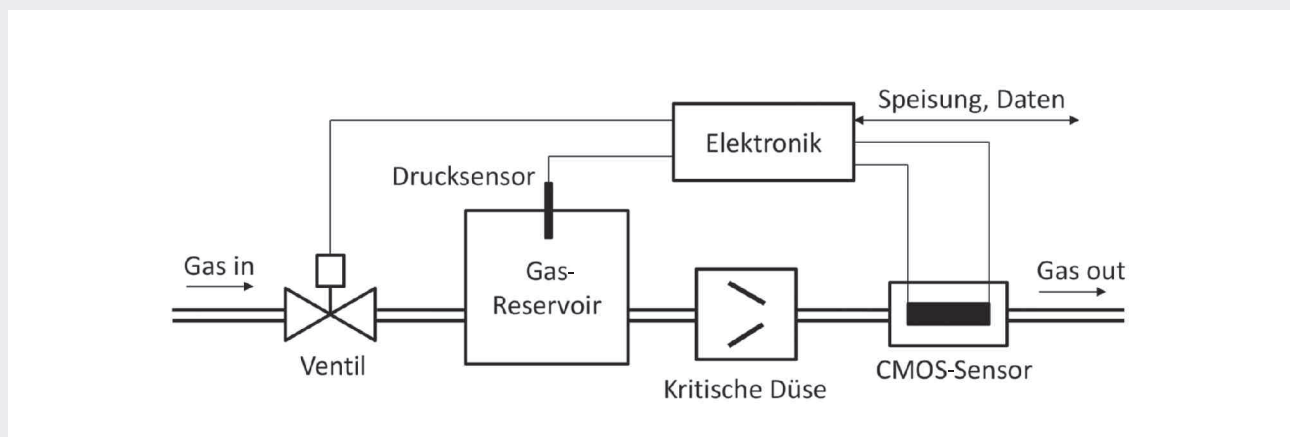 Speisung, Daten
Elektronik
Drucksensor
Gas in
Gas-
Reservoir
Gas out
Ventil
Kritische Düse
CMOS-Sensor